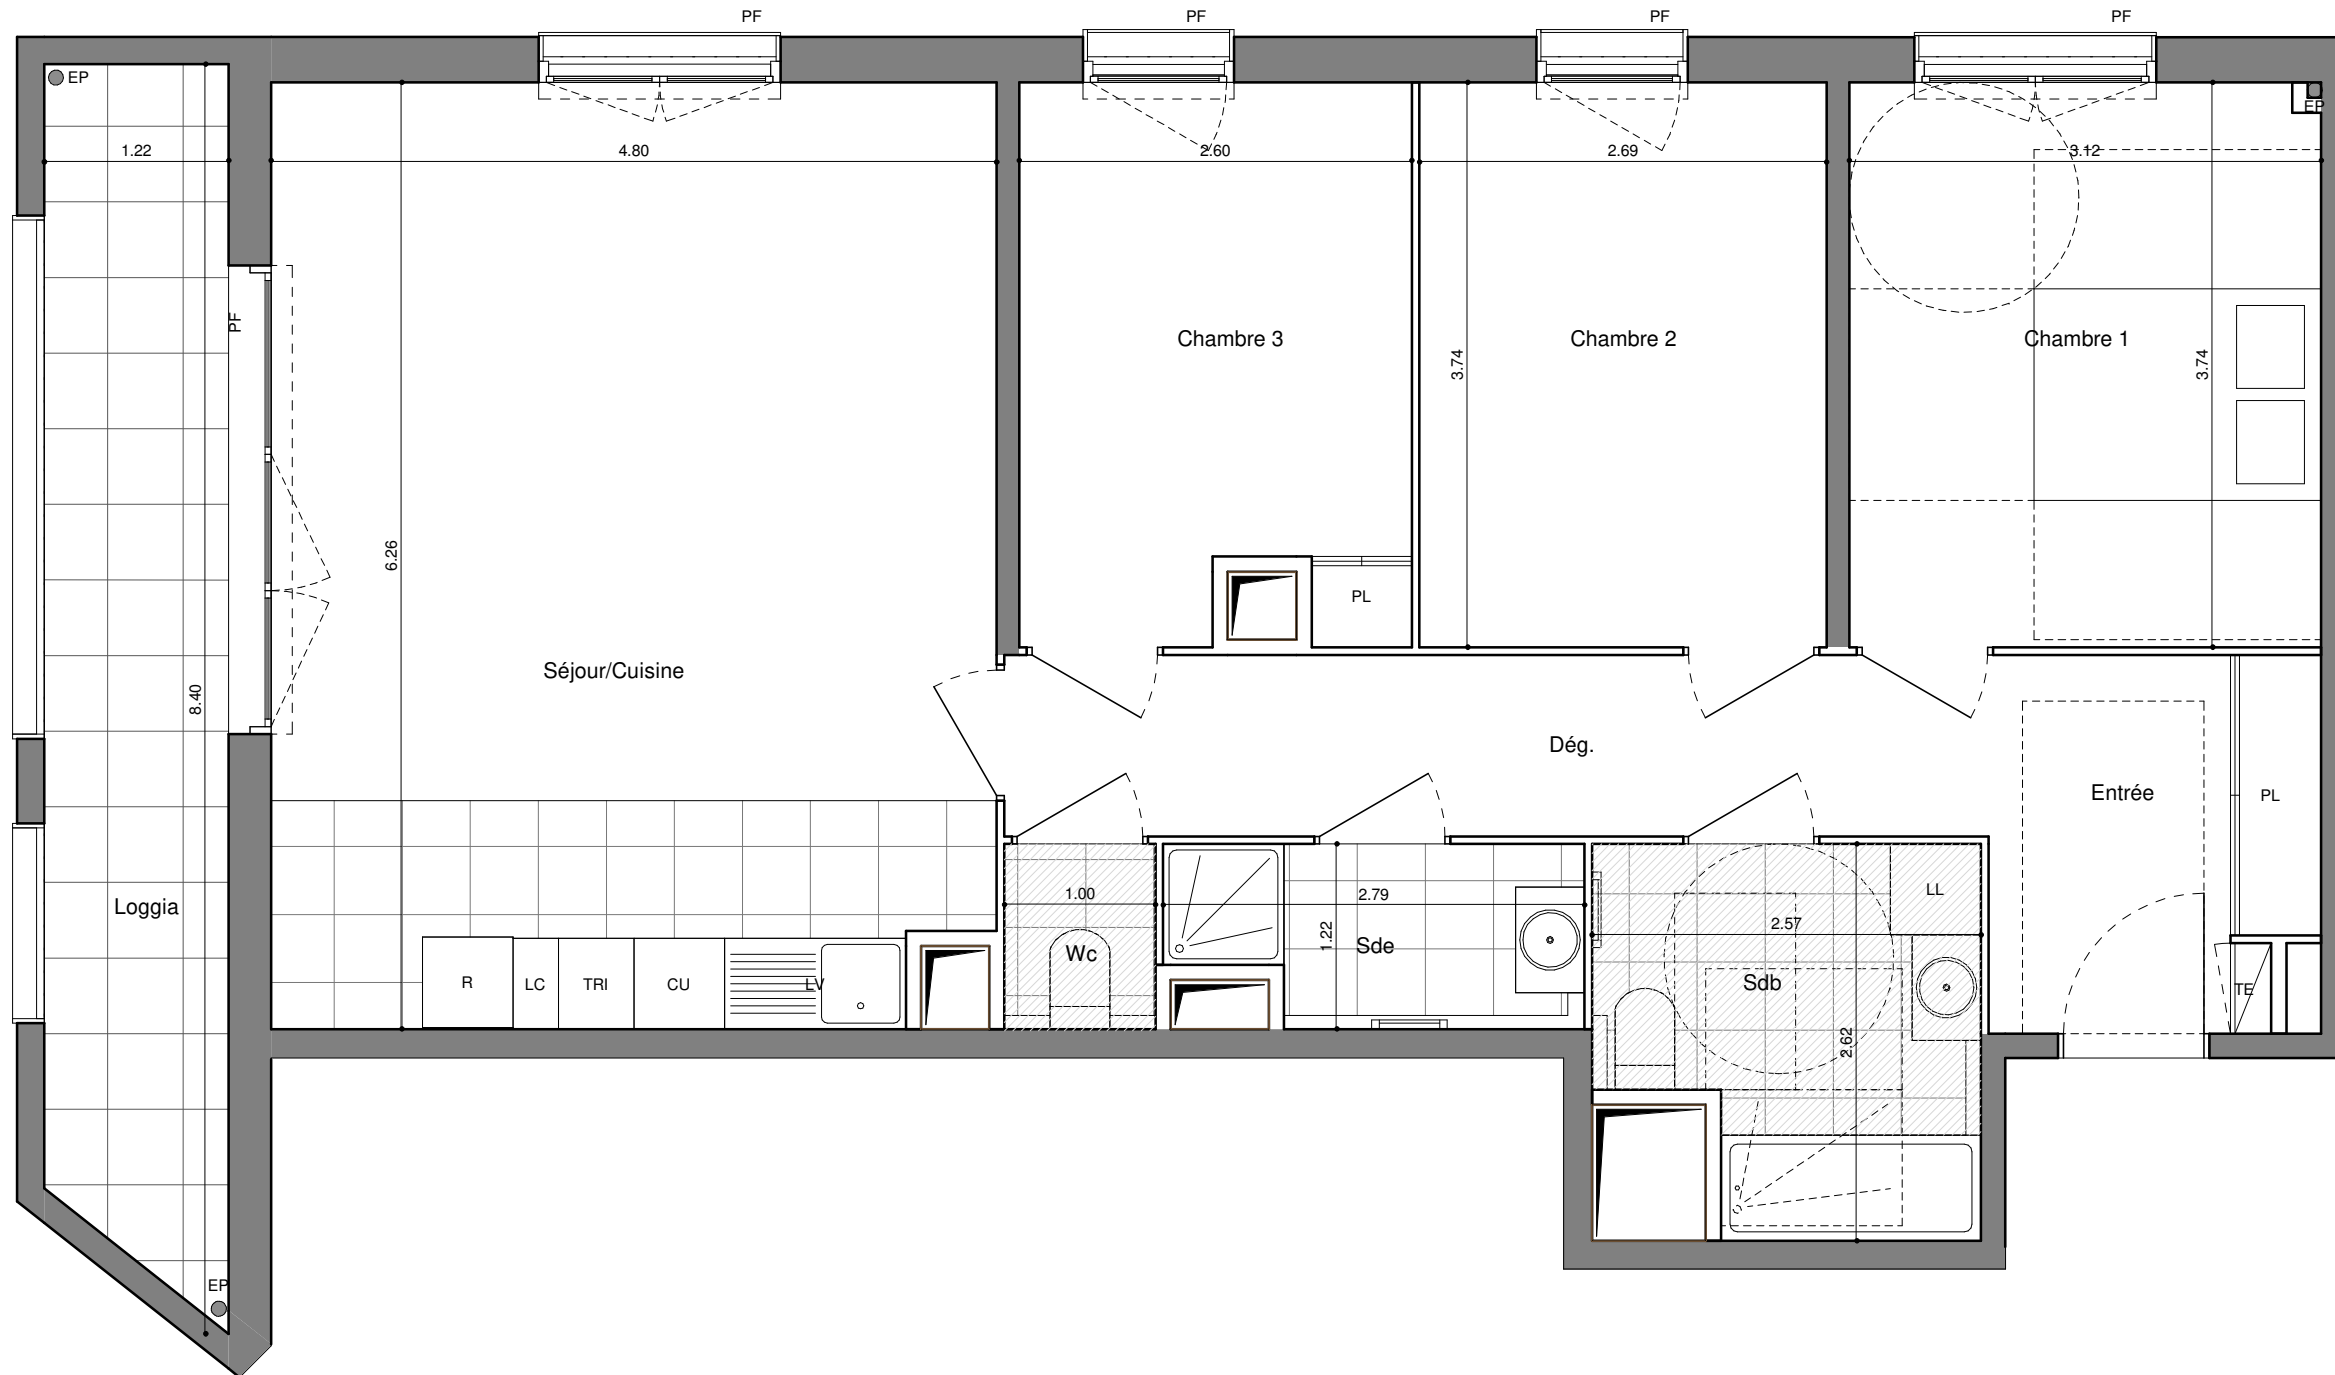 PF
PF
PF
PF
EP
EP
1.22
4.80
2.60
2.69
3.12
PF
Chambre 3
Chambre 2
Chambre 1
3.74
3.74
6.26
PL
Séjour/Cuisine
8.40
Dég.
Entrée
PL
Loggia
1.00
2.79
LL
2.57
1.22
Sde
Wc
R
LC
TRI
CU
LV
Sdb
TE
2.62
EP